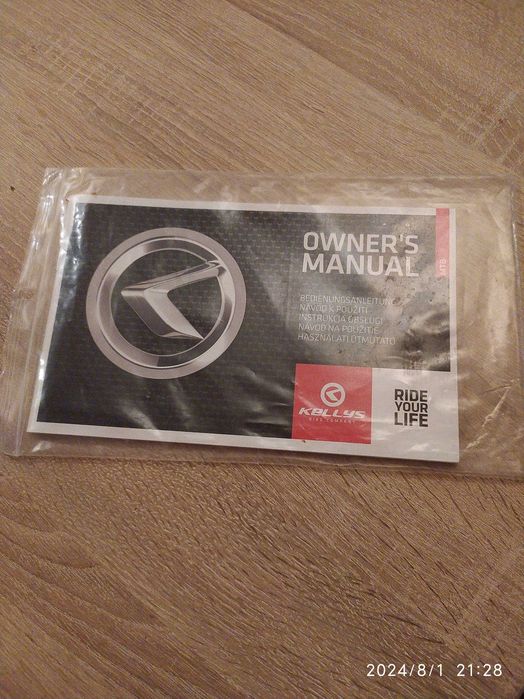 OWNER'S
MANUAL
MTB
BEDIENUNGSANLEITUNG
NÁVOD K POUŽITÍ
INSTRUKCJA OBSŁUGI
NÁVOD NA POUŽITIE
HASZNÁLATI ÚTMUTATÓ
KELLYS
BIKE COMPANY
RIDE
YOUR
LIFE
2024/8/1 21:28